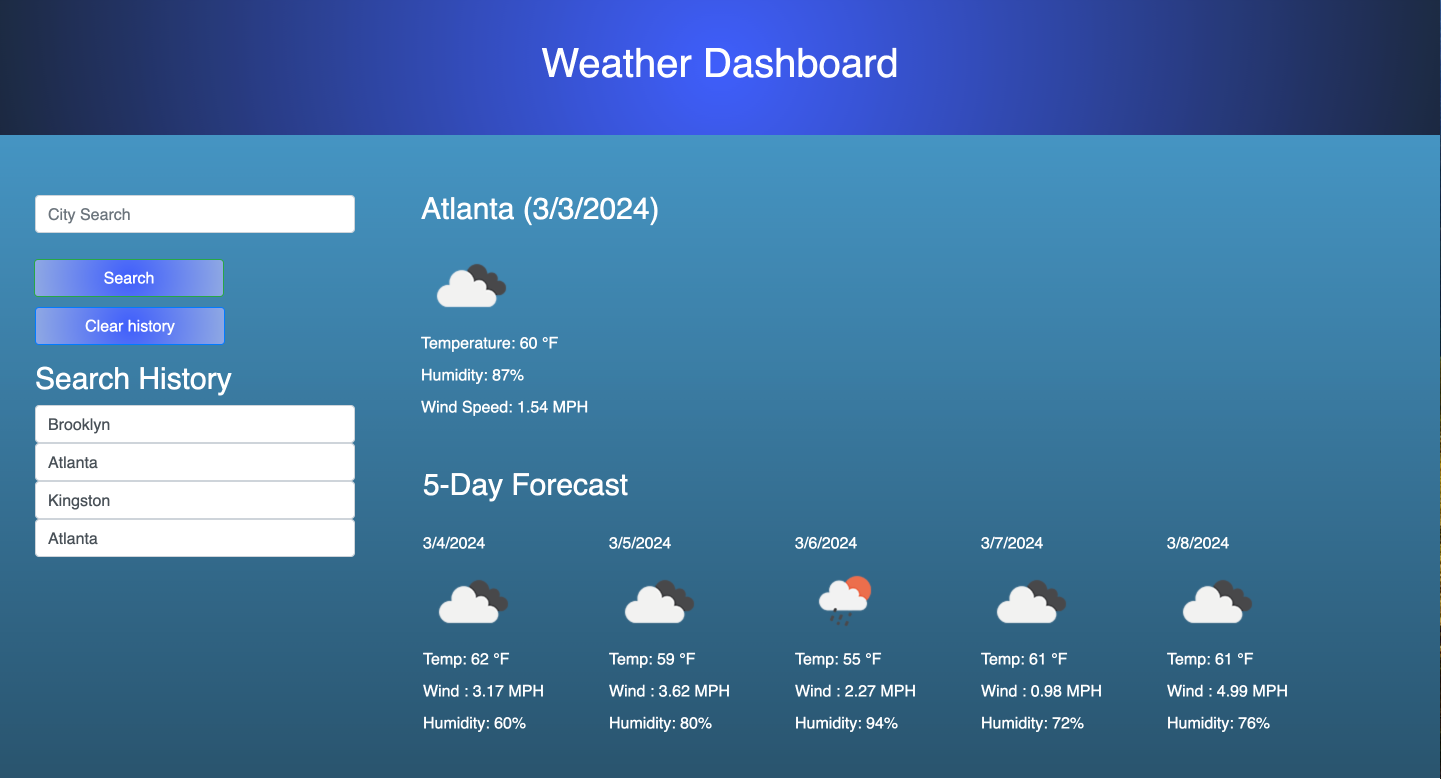 Weather Dashboard
City Search
Search
Clear history
Search History
Brooklyn
Atlanta
Kingston
Atlanta
Atlanta (3/3/2024)
Temperature: 60 °F
Humidity: 87%
Wind Speed: 1.54 MPH
5-Day Forecast
3/4/2024
Temp: 62 °F
Wind : 3.17 MPH
Humidity: 60%
3/5/2024
Temp: 59 °F
Wind : 3.62 MPH
Humidity: 80%
3/6/2024
Temp: 55 °F
Wind : 2.27 MPH
Humidity: 94%
3/7/2024
Temp: 61 °F
Wind : 0.98 MPH
Humidity: 72%
3/8/2024
Temp: 61 °F
Wind : 4.99 MPH
Humidity: 76%